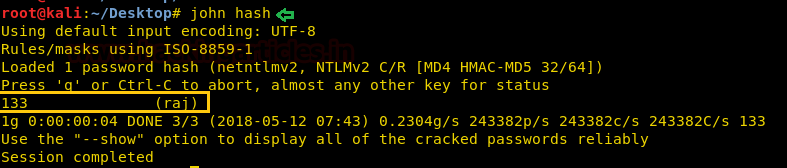 root@kali:~/Desktop# john hash
Using default input encoding: UTF-8
Rules/masks using ISO-8859-1
Loaded 1 password hash (netntlmv2, NTLMv2 C/R [MD4 HMAC-MD5 32/64])
Press 'q' or Ctrl-C to abort, almost any other key for status
133              (raj)
1g 0:00:00:04 DONE 3/3 (2018-05-12 07:43) 0.2304g/s 243382p/s 243382c/s 243382C/s 133
Use the "--show" option to display all of the cracked passwords reliably
Session completed